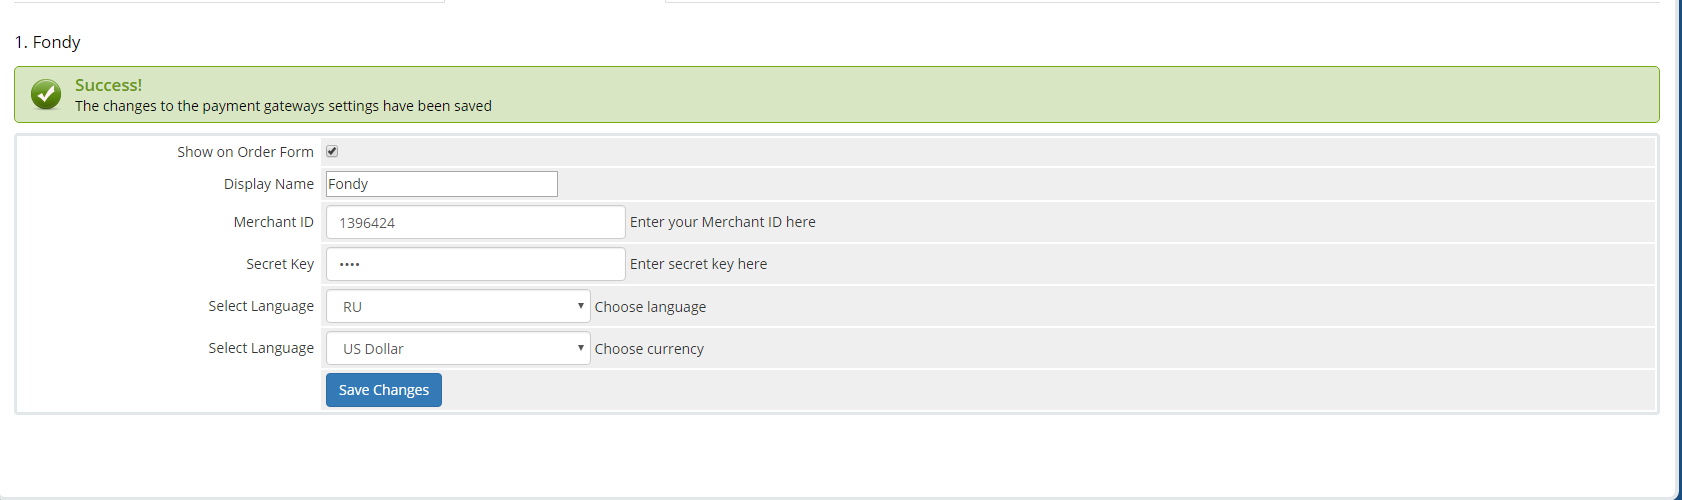 1. Fondy
Success!
The changes to the payment gateways settings have been saved
Show on Order Form
Display Name Fondy
Merchant ID 1396424 Enter your Merchant ID here
Secret Key •••• Enter secret key here
Select Language RU Choose language
Select Language US Dollar Choose currency
Save Changes